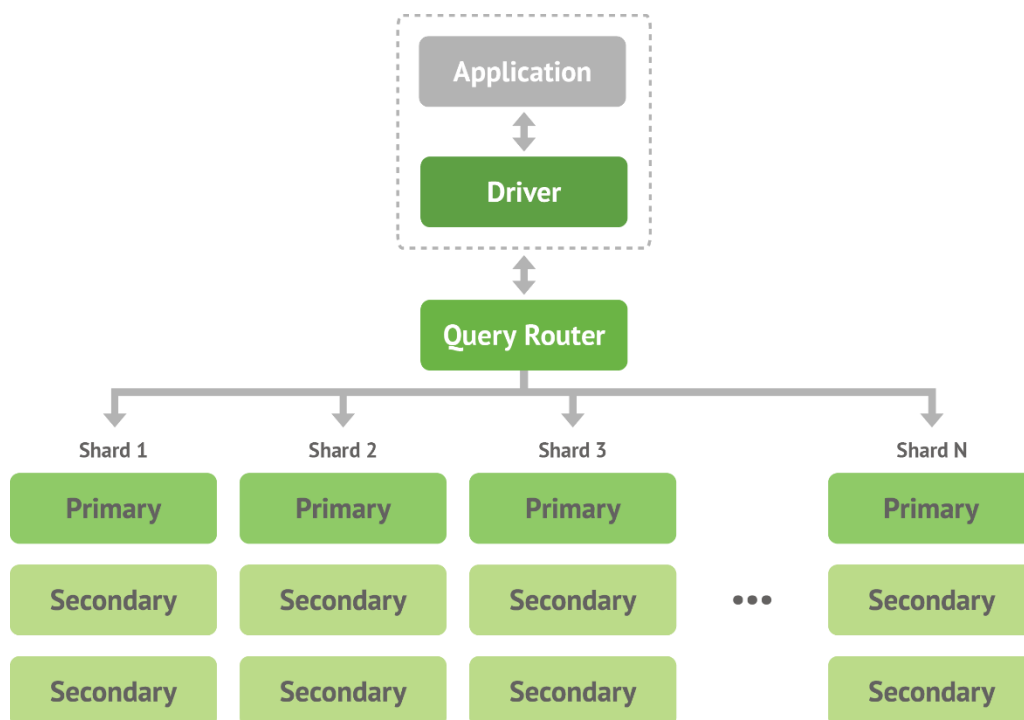 Application
Driver
Query Router
Shard 1
Shard 2
Shard 3
Shard N
Primary
Primary
Primary
Primary
Secondary
Secondary
Secondary
•••
Secondary
Secondary
Secondary
Secondary
Secondary